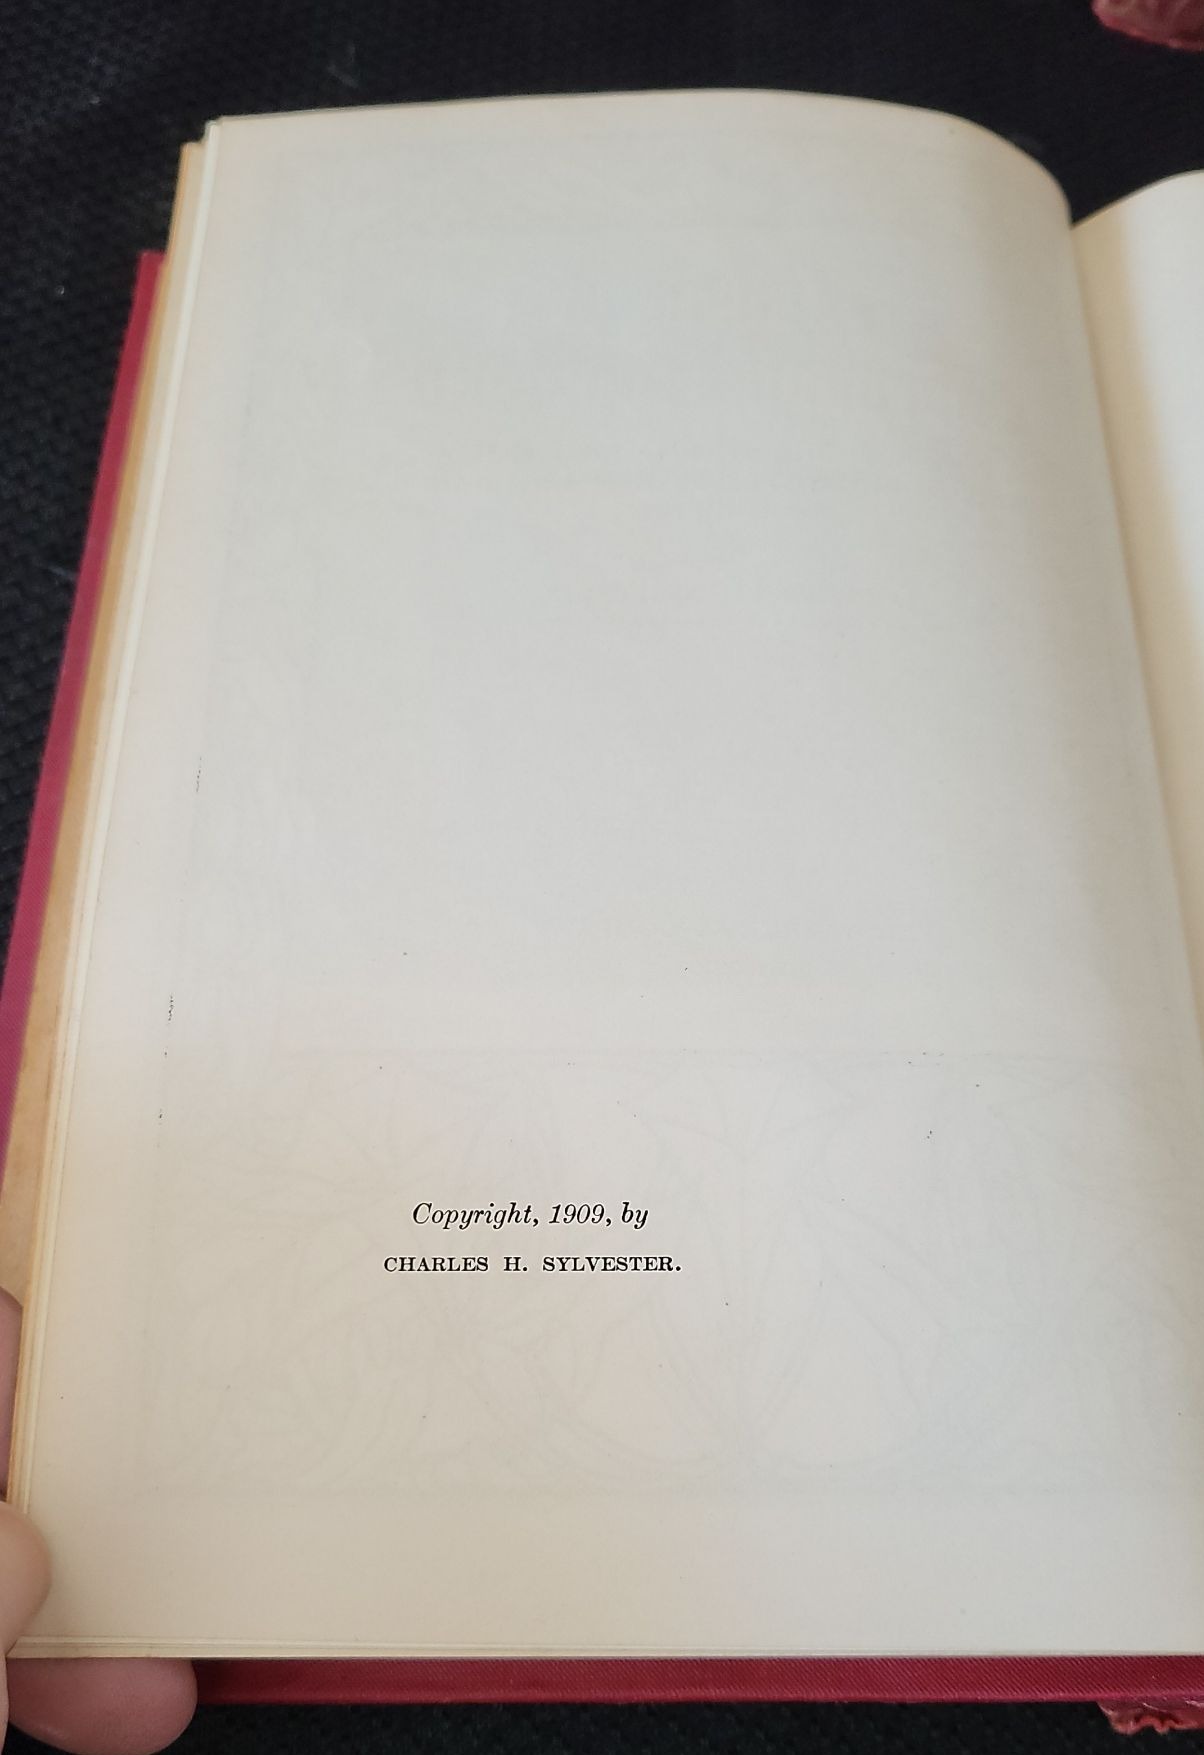 Copyright, 1909, by
CHARLES H. SYLVESTER.